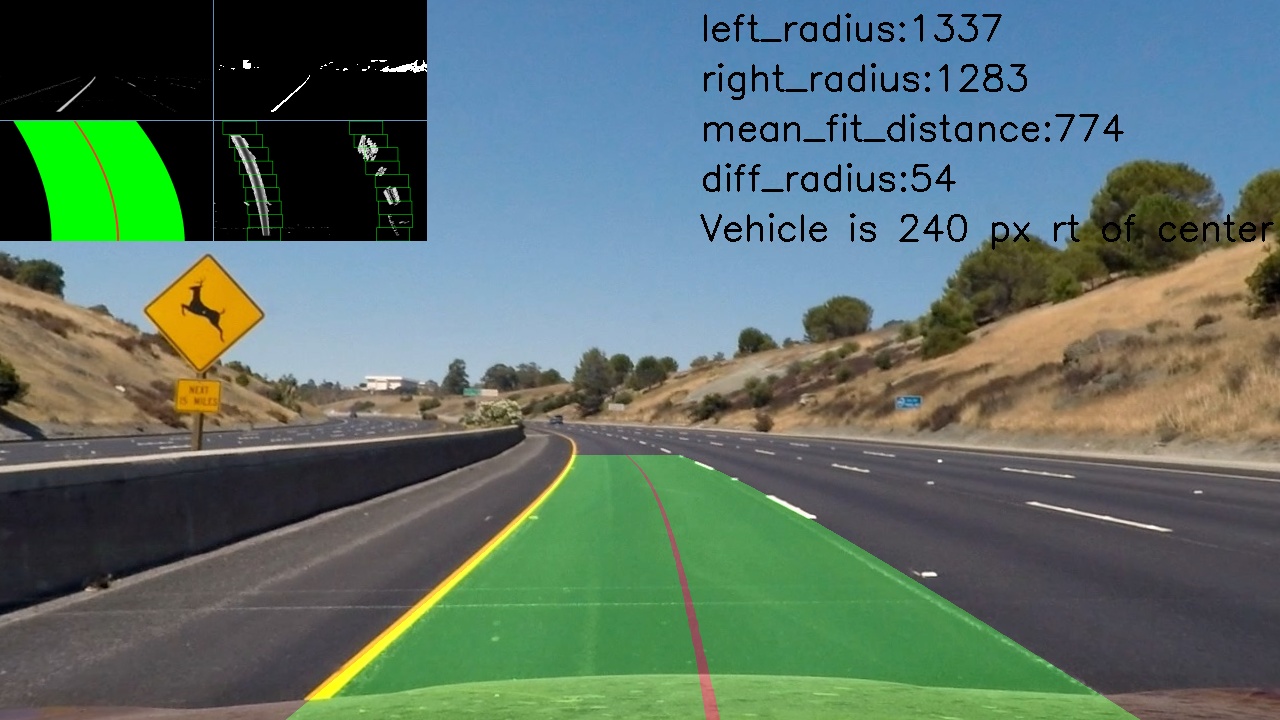 left_radius:1337
right_radius:1283
mean_fit_distance:774
diff_radius:54
Vehicle is 240 px rt of center
NEXT
15 MILES